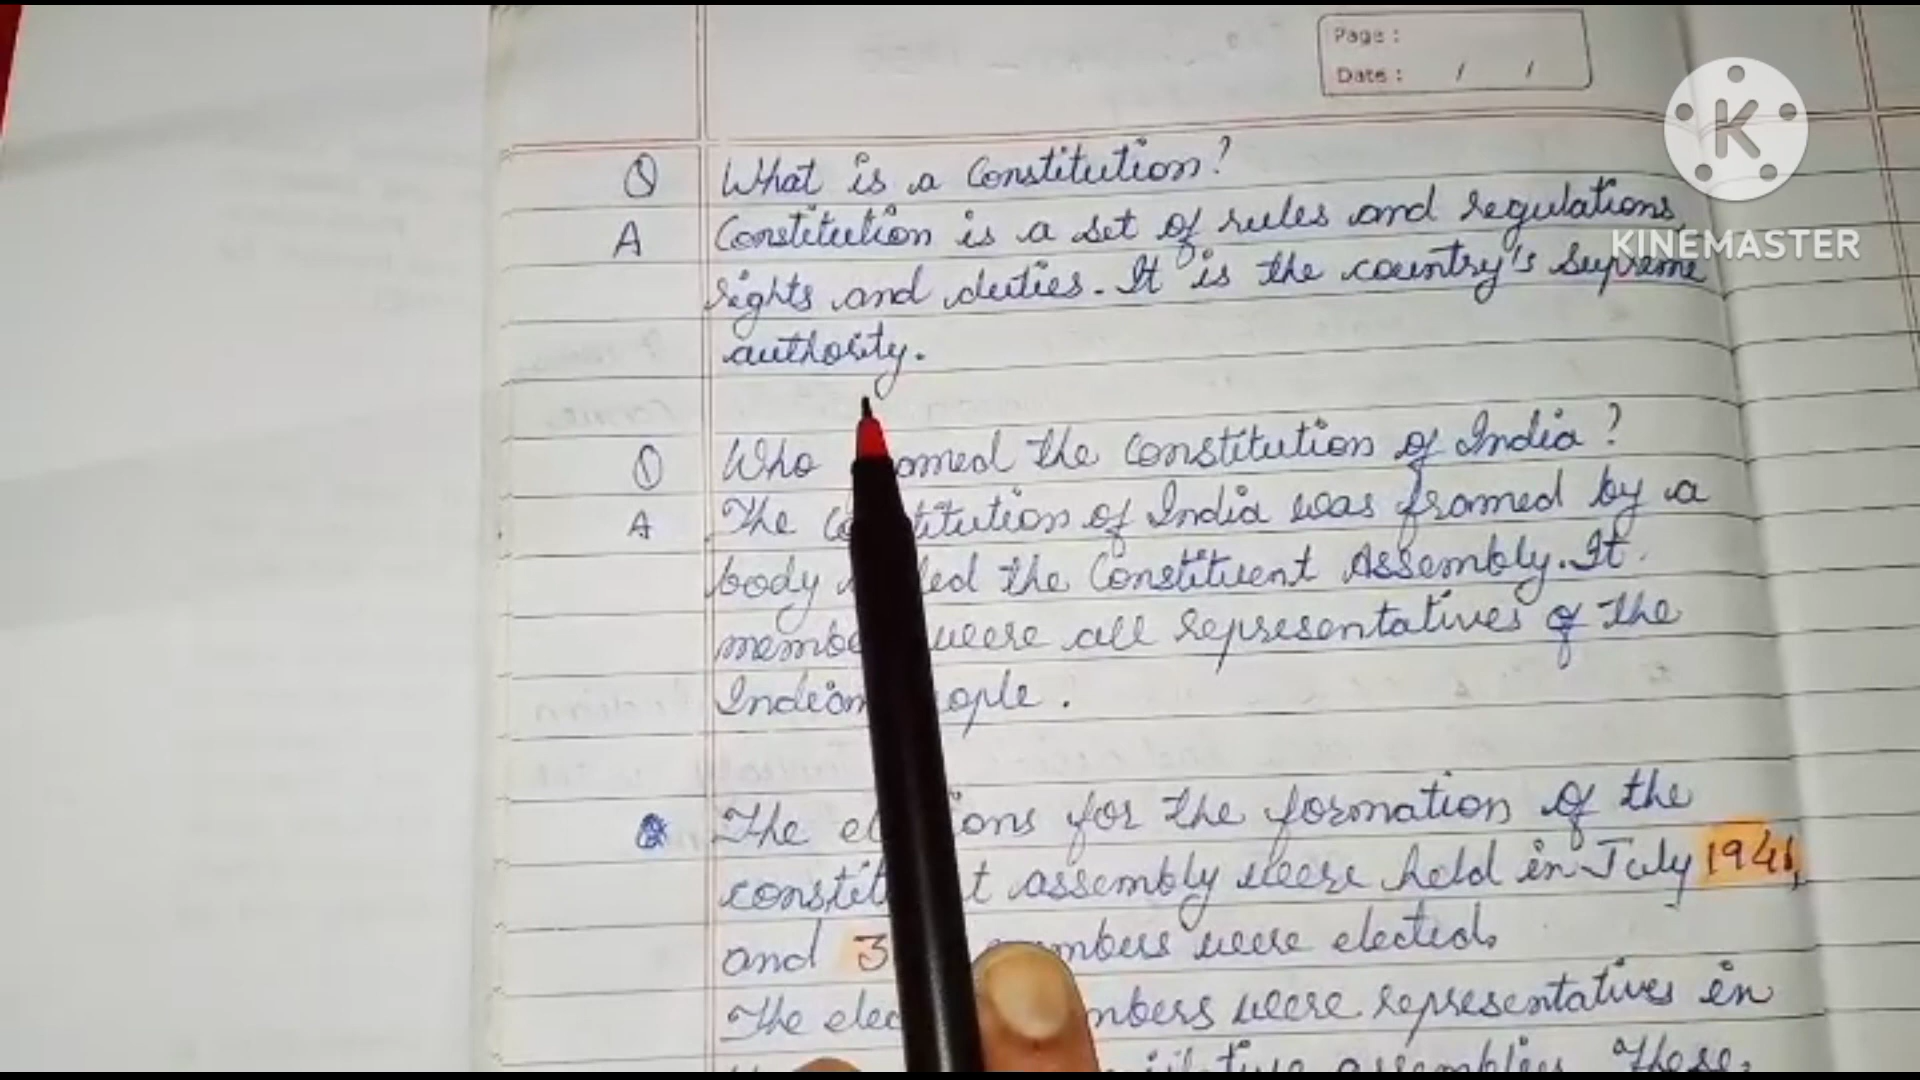 Page :
Date : / /
K
KINEMASTER
Q What is a Constitution?
A Constitution is a set of rules and regulations,
rights and duties. It is the country's supreme
authority.
Q Who the Constitution of India ?
A The of India was framed by a
body the Constituent Assembly. It
were all representatives of the
Indian
The for the formation of the
assembly were held in July 1946,
and were elected.
The were representatives in
assemblies. These